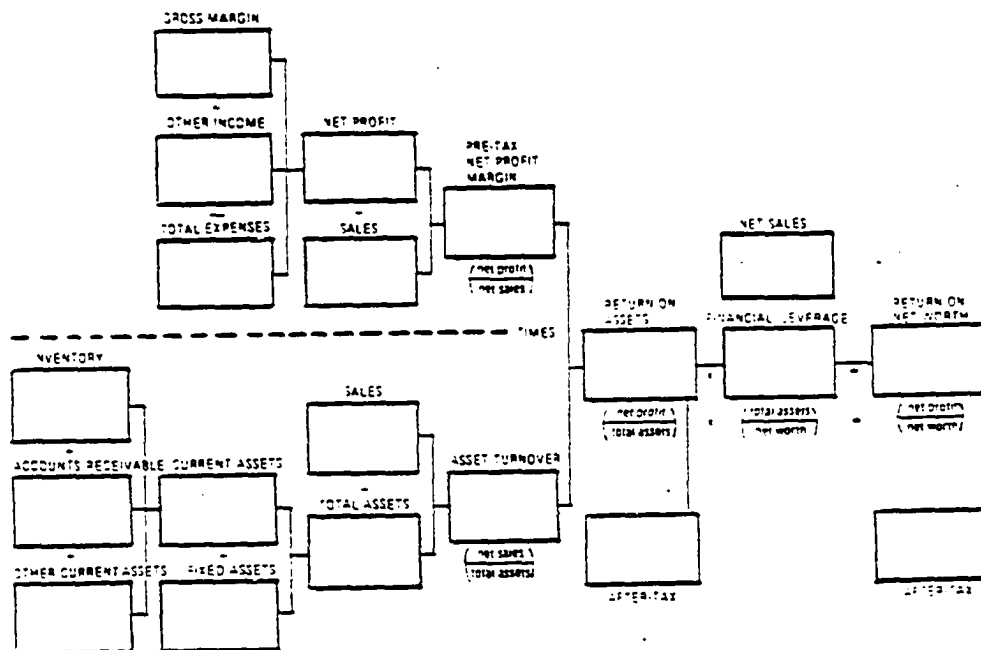 GROSS MARGIN
OTHER INCOME
NET PROFIT
PRE-TAX
NET PROFIT
MARGIN
TOTAL EXPENSES
SALES
NET SALES
net profit
net sales
TIMES
RETURN ON
ASSETS
FINANCIAL LEVERAGE
RETURN ON
NET WORTH
INVENTORY
SALES
net profit
total assets
total assets
net worth
net profit
net worth
ACCOUNTS RECEIVABLE
CURRENT ASSETS
ASSET TURNOVER
TOTAL ASSETS
OTHER CURRENT ASSETS
FIXED ASSETS
net sales
total assets
AFTER-TAX
AFTER-TAX